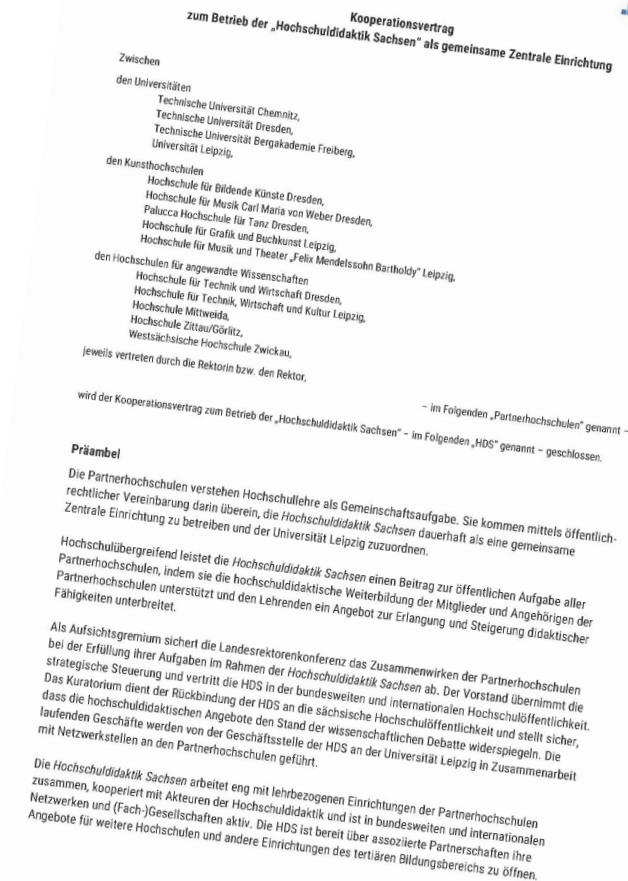 Kooperationsvertrag
zum Betrieb der „Hochschuldidaktik Sachsen“ als gemeinsame Zentrale Einrichtung
Zwischen
den Universitäten
Technische Universität Chemnitz,
Technische Universität Dresden,
Technische Universität Bergakademie Freiberg,
Universität Leipzig,
den Kunsthochschulen
Hochschule für Bildende Künste Dresden,
Hochschule für Musik Carl Maria von Weber Dresden,
Palucca Hochschule für Tanz Dresden,
Hochschule für Grafik und Buchkunst Leipzig,
Hochschule für Musik und Theater „Felix Mendelssohn Bartholdy“ Leipzig,
den Hochschulen für angewandte Wissenschaften
Hochschule für Technik und Wirtschaft Dresden,
Hochschule für Technik, Wirtschaft und Kultur Leipzig,
Hochschule Mittweida,
Hochschule Zittau/Görlitz,
Westsächsische Hochschule Zwickau,
jeweils vertreten durch die Rektorin bzw. den Rektor,
– im Folgenden „Partnerhochschulen“ genannt –
wird der Kooperationsvertrag zum Betrieb der „Hochschuldidaktik Sachsen“ – im Folgenden „HDS“ genannt – geschlossen.
Präambel
Die Partnerhochschulen verstehen Hochschullehre als Gemeinschaftsaufgabe. Sie kommen mittels öffentlich-
rechtlicher Vereinbarung darin überein, die Hochschuldidaktik Sachsen dauerhaft als eine gemeinsame
Zentrale Einrichtung zu betreiben und der Universität Leipzig zuzuordnen.
Hochschulübergreifend leistet die Hochschuldidaktik Sachsen einen Beitrag zur öffentlichen Aufgabe aller
Partnerhochschulen, indem sie die hochschuldidaktische Weiterbildung der Mitglieder und Angehörigen der
Partnerhochschulen unterstützt und den Lehrenden ein Angebot zur Erlangung und Steigerung didaktischer
Fähigkeiten unterbreitet.
Als Aufsichtsgremium sichert die Landesrektorenkonferenz das Zusammenwirken der Partnerhochschulen
bei der Erfüllung ihrer Aufgaben im Rahmen der Hochschuldidaktik Sachsen ab. Der Vorstand übernimmt die
strategische Steuerung und vertritt die HDS in der bundesweiten und internationalen Hochschulöffentlichkeit.
Das Kuratorium dient der Rückbindung der HDS an die sächsische Hochschulöffentlichkeit und stellt sicher,
dass die hochschuldidaktischen Angebote den Stand der wissenschaftlichen Debatte widerspiegeln. Die
laufenden Geschäfte werden von der Geschäftsstelle der HDS an der Universität Leipzig in Zusammenarbeit
mit Netzwerkstellen an den Partnerhochschulen geführt.
Die Hochschuldidaktik Sachsen arbeitet eng mit lehrbezogenen Einrichtungen der Partnerhochschulen
zusammen, kooperiert mit Akteuren der Hochschuldidaktik und ist in bundesweiten und internationalen
Netzwerken und (Fach-)Gesellschaften aktiv. Die HDS ist bereit über assoziierte Partnerschaften ihre
Angebote für weitere Hochschulen und andere Einrichtungen des tertiären Bildungsbereichs zu öffnen.